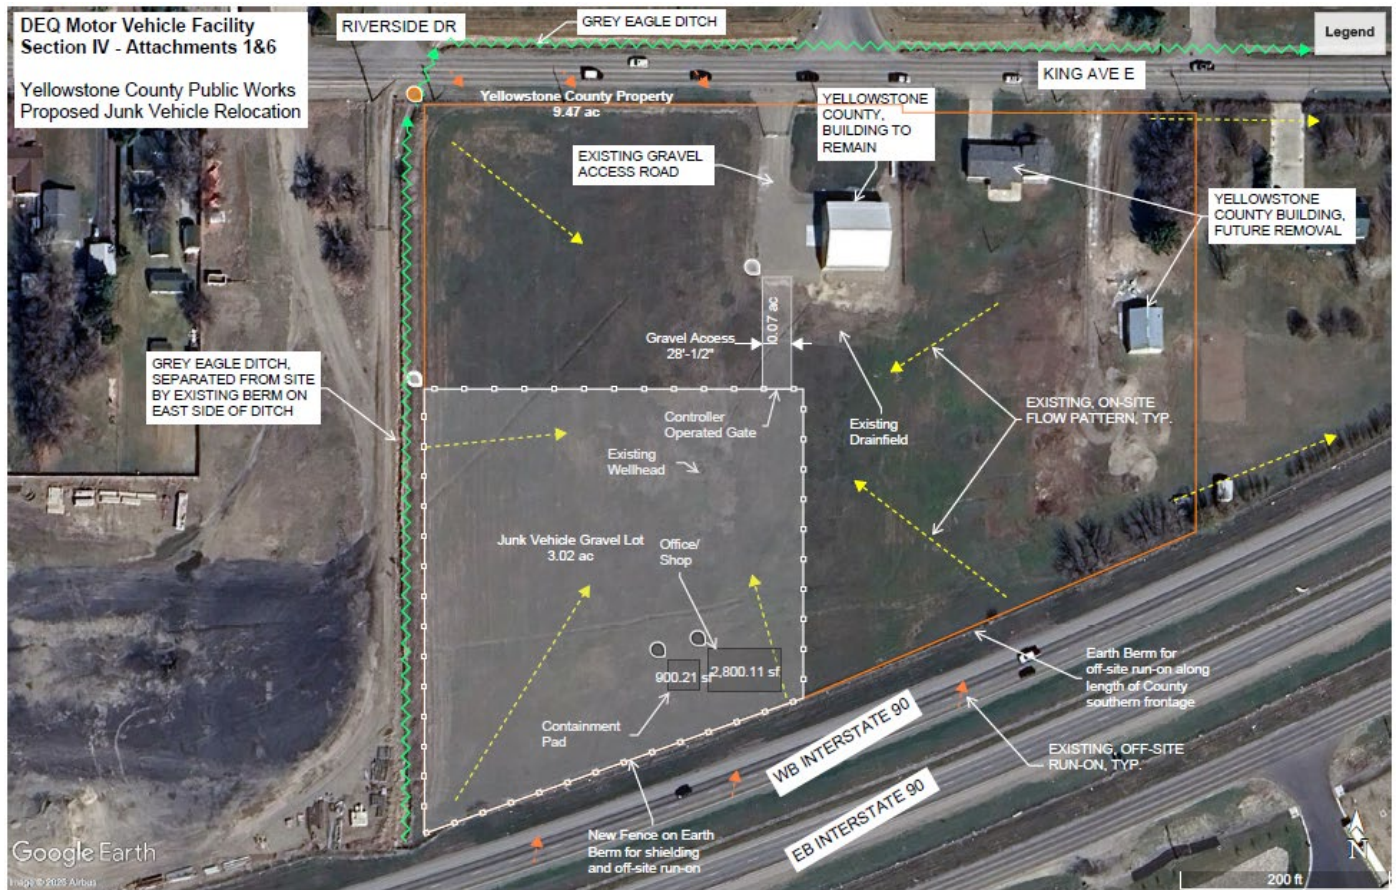 DEQ Motor Vehicle Facility
Section IV - Attachments 1&6
Yellowstone County Public Works
Proposed Junk Vehicle Relocation
RIVERSIDE DR
GREY EAGLE DITCH
Legend
KING AVE E
Yellowstone County Property
9.47 ac
YELLOWSTONE
COUNTY,
BUILDING TO
REMAIN
EXISTING GRAVEL
ACCESS ROAD
YELLOWSTONE
COUNTY BUILDING,
FUTURE REMOVAL
0.07 ac
Gravel Access
28'-1/2"
GREY EAGLE DITCH,
SEPARATED FROM SITE
BY EXISTING BERM ON
EAST SIDE OF DITCH
Controller
Operated Gate
Existing
Drainfield
EXISTING, ON-SITE
FLOW PATTERN, TYP.
Existing
Wellhead
Junk Vehicle Gravel Lot
3.02 ac
Office/
Shop
900.21 sf
2,800.11 sf
Containment
Pad
Earth Berm for
off-site run-on along
length of County
southern frontage
WB INTERSTATE 90
EXISTING, OFF-SITE
RUN-ON, TYP.
EB INTERSTATE 90
New Fence on Earth
Berm for shielding
and off-site run-on
Google Earth
Image © 2025 Airbus
N
200 ft